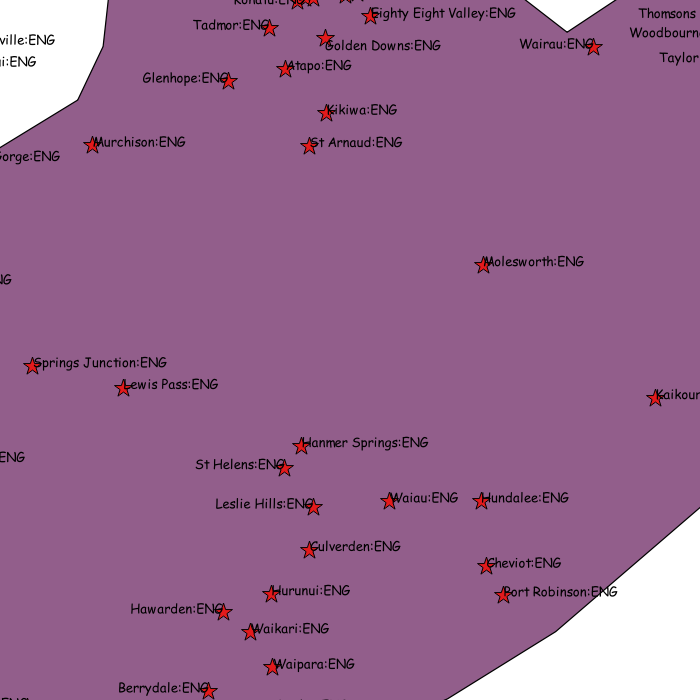 Eighty Eight Valley:ENG
Thomsons
Tadmor:ENG
Woodbourn
ville:ENG
Golden Downs:ENG
Wairau:ENG
Taylor
i:ENG
Atapo:ENG
Glenhope:ENG
Kikiwa:ENG
Murchison:ENG
St Arnaud:ENG
Gorge:ENG
Molesworth:ENG
NG
Springs Junction:ENG
Lewis Pass:ENG
Kaikour
Hanmer Springs:ENG
ENG
St Helens:ENG
Waiau:ENG
Hundalee:ENG
Leslie Hills:ENG
Culverden:ENG
Cheviot:ENG
Hurunui:ENG
Port Robinson:ENG
Hawarden:ENG
Waikari:ENG
Waipara:ENG
Berrydale:ENG